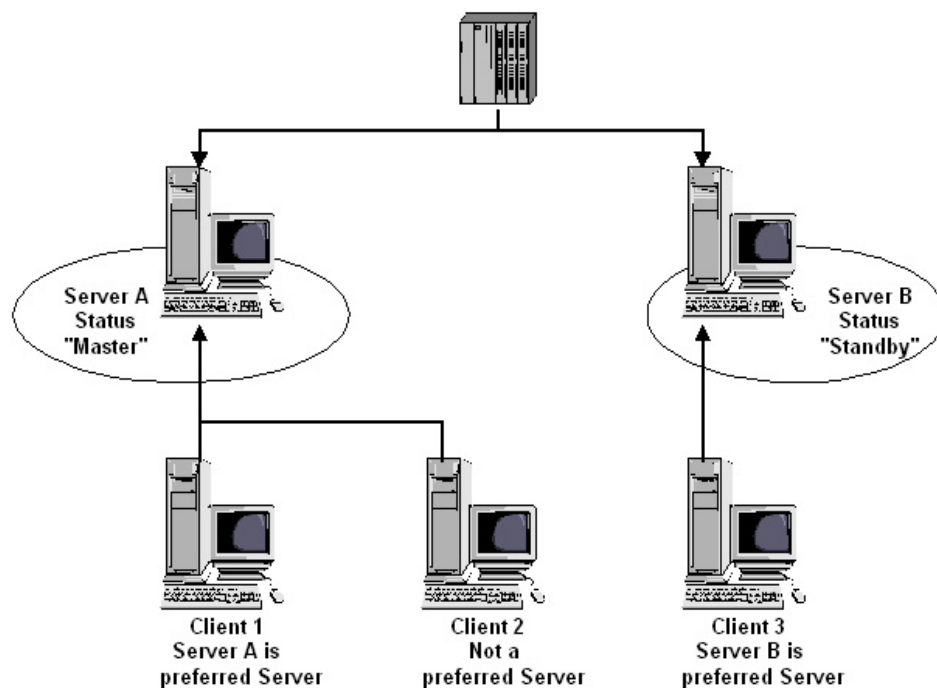 Server A
Status
"Master"
Server B
Status
"Standby"
Client 1
Server A is
preferred Server
Client 2
Not a
preferred Server
Client 3
Server B is
preferred Server